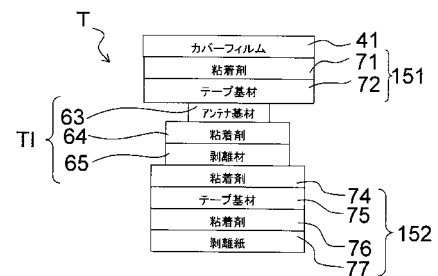 T
カバーフィルム 41
粘着剤 71
テープ基材 72
151
63 アンテナ基材
64 粘着剤
65 剥離材
TI
粘着剤 74
テープ基材 75
粘着剤 76
剥離紙 77
152